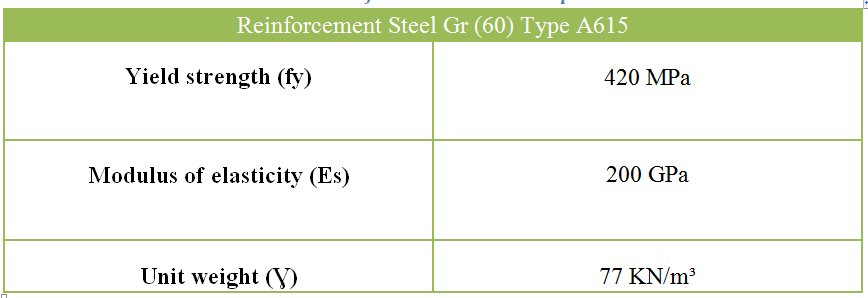 Reinforcement Steel Gr (60) Type A615
Yield strength (fy) 420 MPa
Modulus of elasticity (Es) 200 GPa
Unit weight (Ɣ) 77 KN/m³